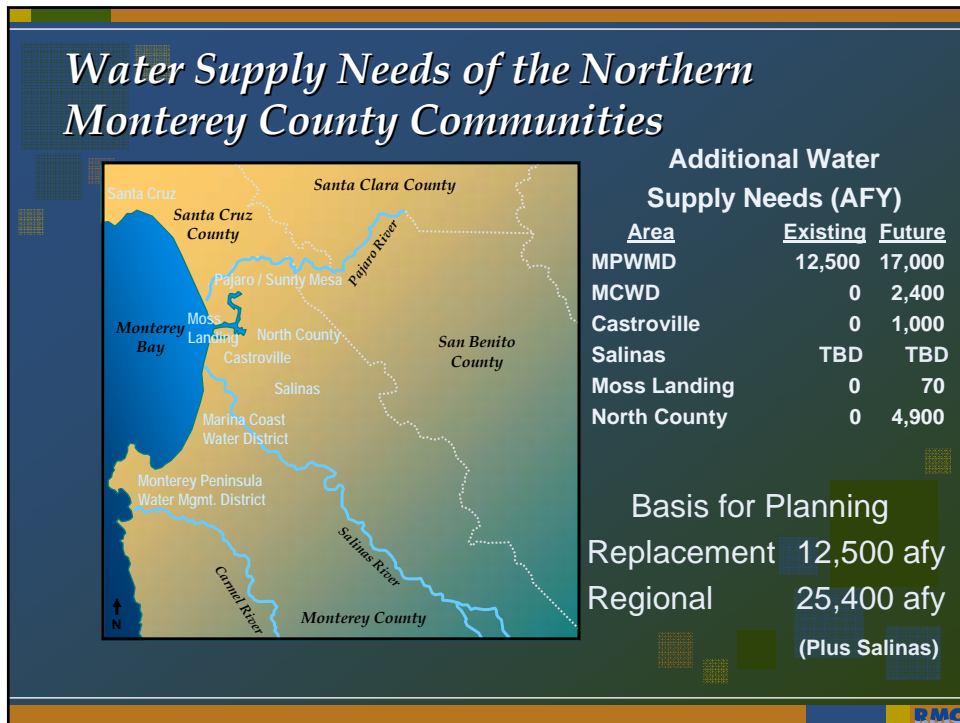 Water Supply Needs of the Northern
Monterey County Communities
Santa Cruz
Santa Clara County
Santa Cruz
County
Pajaro River
Pajaro / Sunny Mesa
Monterey
Bay
Moss
Landing
North County
San Benito
County
Castroville
Salinas
Marina Coast
Water District
Monterey Peninsula
Water Mgmt. District
Salinas River
Carmel River
Monterey County
N
Additional Water
Supply Needs (AFY)
Area Existing Future
MPWMD 12,500 17,000
MCWD 0 2,400
Castroville 0 1,000
Salinas TBD TBD
Moss Landing 0 70
North County 0 4,900
Basis for Planning
Replacement 12,500 afy
Regional 25,400 afy
(Plus Salinas)
RMC